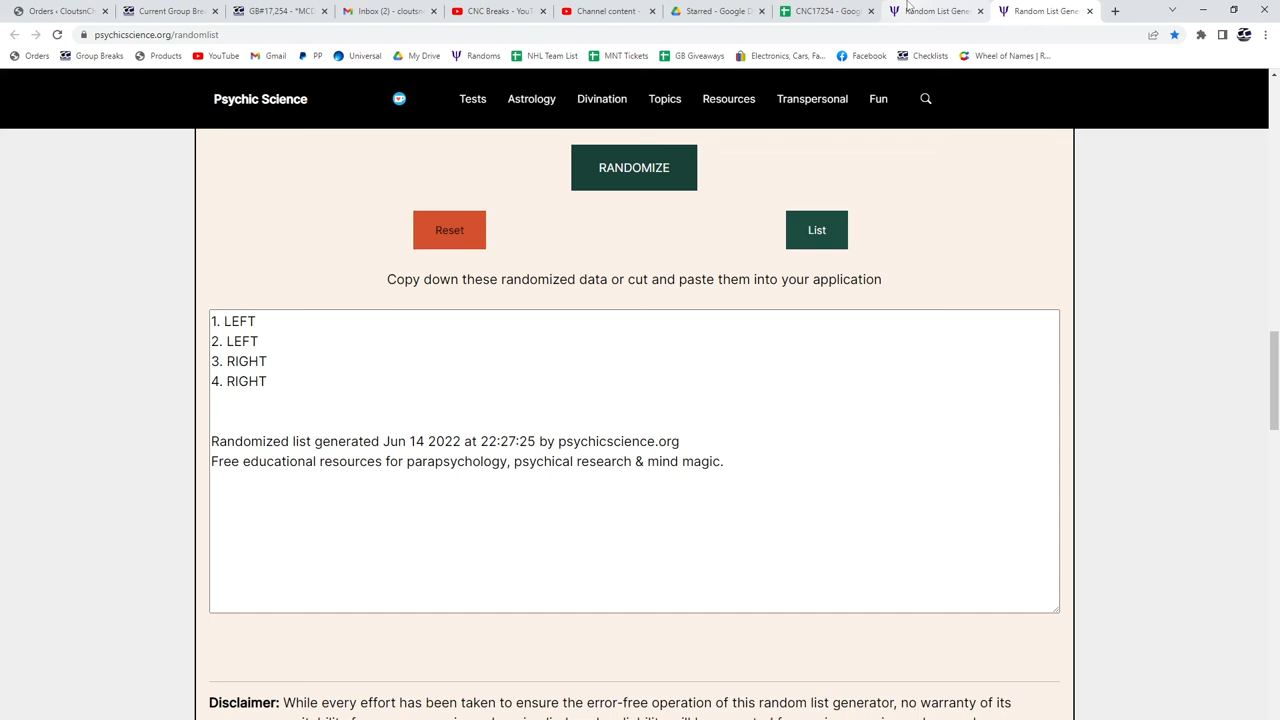 Orders • CloutsnCh
Current Group Break
GB#17,254 - *MCD
Inbox (2) - cloutsnc
CNC Breaks - YouT
Channel content -
Starred - Google D
CNC17254 - Googl
Random List Gene
Random List Gene
psychicscience.org/randomlist
Orders
Group Breaks
Products
YouTube
Gmail
PP
Universal
My Drive
Randoms
NHL Team List
MNT Tickets
GB Giveaways
Electronics, Cars, Fa...
Facebook
Checklists
Wheel of Names | R...
Psychic Science
Tests Astrology Divination Topics Resources Transpersonal Fun
RANDOMIZE
Reset
List
Copy down these randomized data or cut and paste them into your application
1. LEFT
2. LEFT
3. RIGHT
4. RIGHT
Randomized list generated Jun 14 2022 at 22:27:25 by psychicscience.org
Free educational resources for parapsychology, psychical research & mind magic.
Disclaimer: While every effort has been taken to ensure the error-free operation of this random list generator, no warranty of its